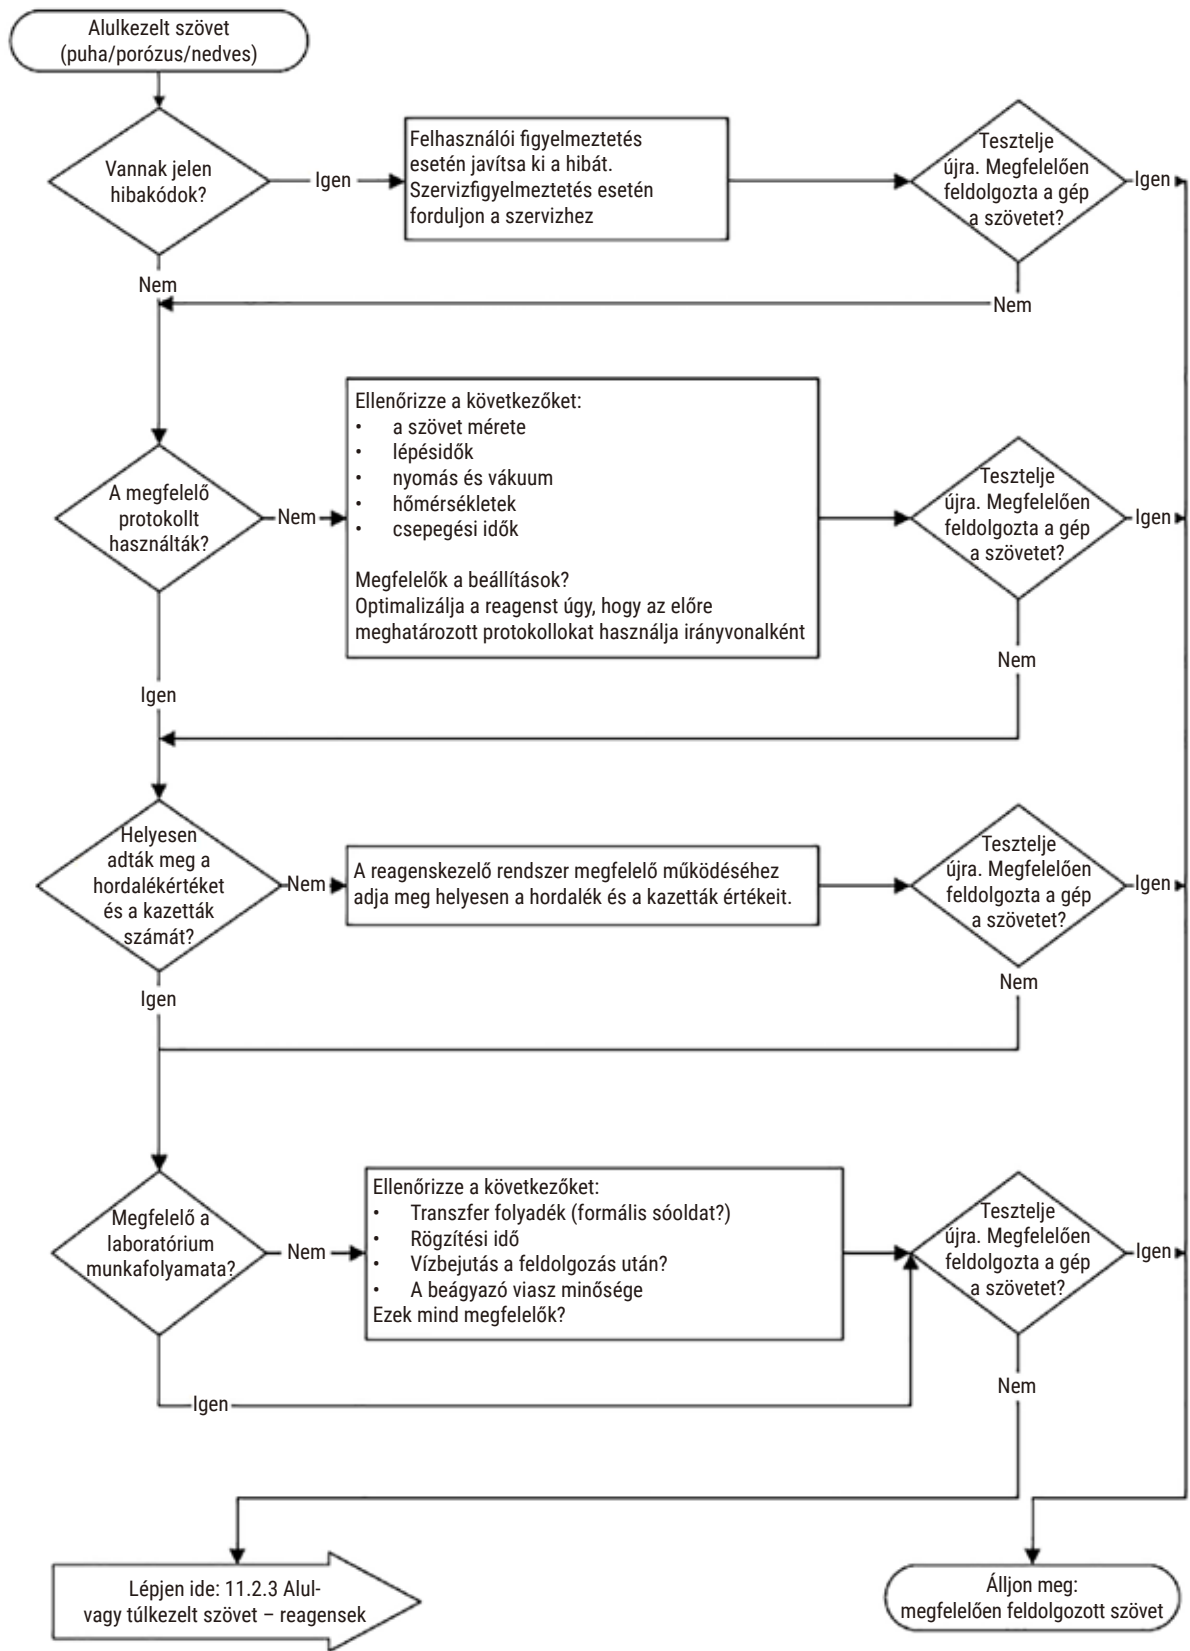 Alulkezelt szövet
(puha/porózus/nedves)
Vannak jelen
hibakódok?
Igen
Felhasználói figyelmeztetés
esetén javítsa ki a hibát.
Szervizfigyelmeztetés esetén
forduljon a szervizhez
Tesztelje
újra. Megfelelően
feldolgozta a gép
a szövetet?
Igen
Nem
Nem
A megfelelő
protokollt
használták?
Nem
Ellenőrizze a következőket:
• a szövet mérete
• lépésidők
• nyomás és vákuum
• hőmérsékletek
• csepegési idők
Megfelelők a beállítások?
Optimalizálja a reagenst úgy, hogy az előre
meghatározott protokollokat használja irányvonalként
Tesztelje
újra. Megfelelően
feldolgozta a gép
a szövetet?
Igen
Nem
Igen
Helyesen
adták meg a
hordalékértéket
és a kazetták
számát?
Nem
A reagenskezelő rendszer megfelelő működéséhez
adja meg helyesen a hordalék és a kazetták értékeit.
Tesztelje
újra. Megfelelően
feldolgozta a gép
a szövetet?
Igen
Nem
Igen
Megfelelő a
laboratórium
munkafolyamata?
Nem
Ellenőrizze a következőket:
• Transzfer folyadék (formális sóoldat?)
• Rögzítési idő
• Vízbejutás a feldolgozás után?
• A beágyazó viasz minősége
Ezek mind megfelelők?
Tesztelje
újra. Megfelelően
feldolgozta a gép
a szövetet?
Igen
Nem
Igen
Lépjen ide: 11.2.3 Alul-
vagy túlkezelt szövet – reagensek
Álljon meg:
megfelelően feldolgozott szövet